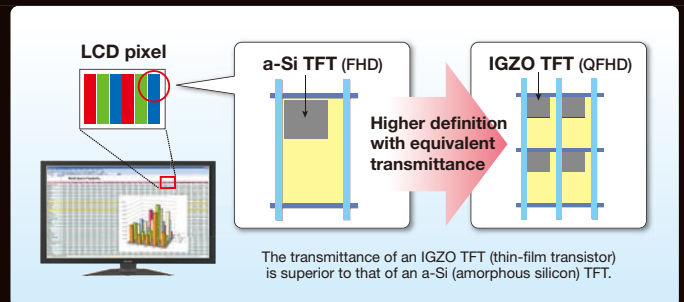 LCD pixel
a-Si TFT (FHD)
Higher definition
with equivalent
transmittance
IGZO TFT (QFHD)
The transmittance of an IGZO TFT (thin-film transistor)
is superior to that of an a-Si (amorphous silicon) TFT.